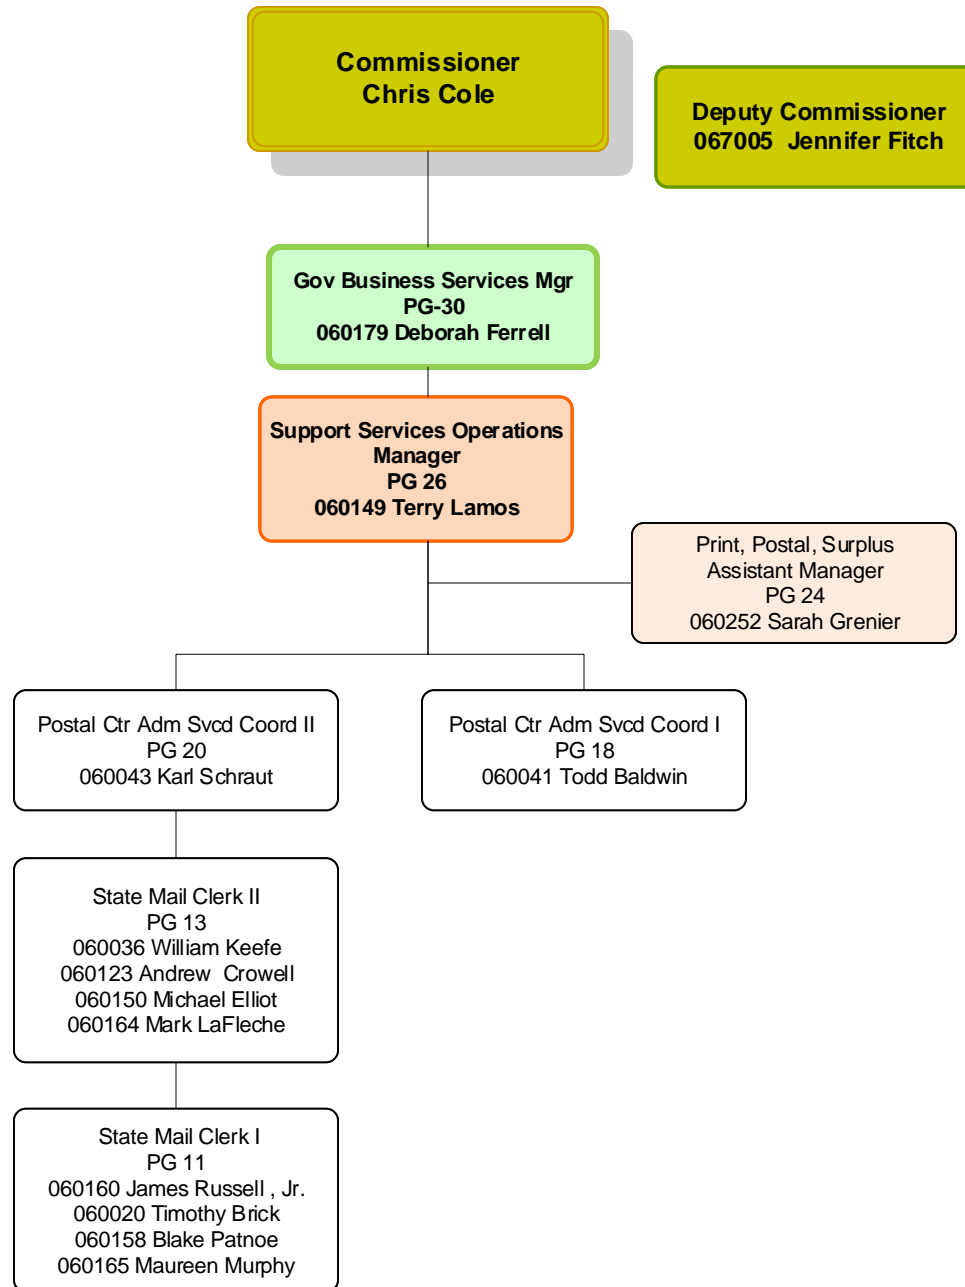 Commissioner
Chris Cole
Deputy Commissioner
067005 Jennifer Fitch
Gov Business Services Mgr
PG-30
060179 Deborah Ferrell
Support Services Operations
Manager
PG 26
060149 Terry Lamos
Print, Postal, Surplus
Assistant Manager
PG 24
060252 Sarah Grenier
Postal Ctr Adm Svcd Coord II
PG 20
060043 Karl Schraut
Postal Ctr Adm Svcd Coord I
PG 18
060041 Todd Baldwin
State Mail Clerk II
PG 13
060036 William Keefe
060123 Andrew  Crowell
060150 Michael Elliot
060164 Mark LaFleche
State Mail Clerk I
PG 11
060160 James Russell , Jr.
060020 Timothy Brick
060158 Blake Patnoe
060165 Maureen Murphy